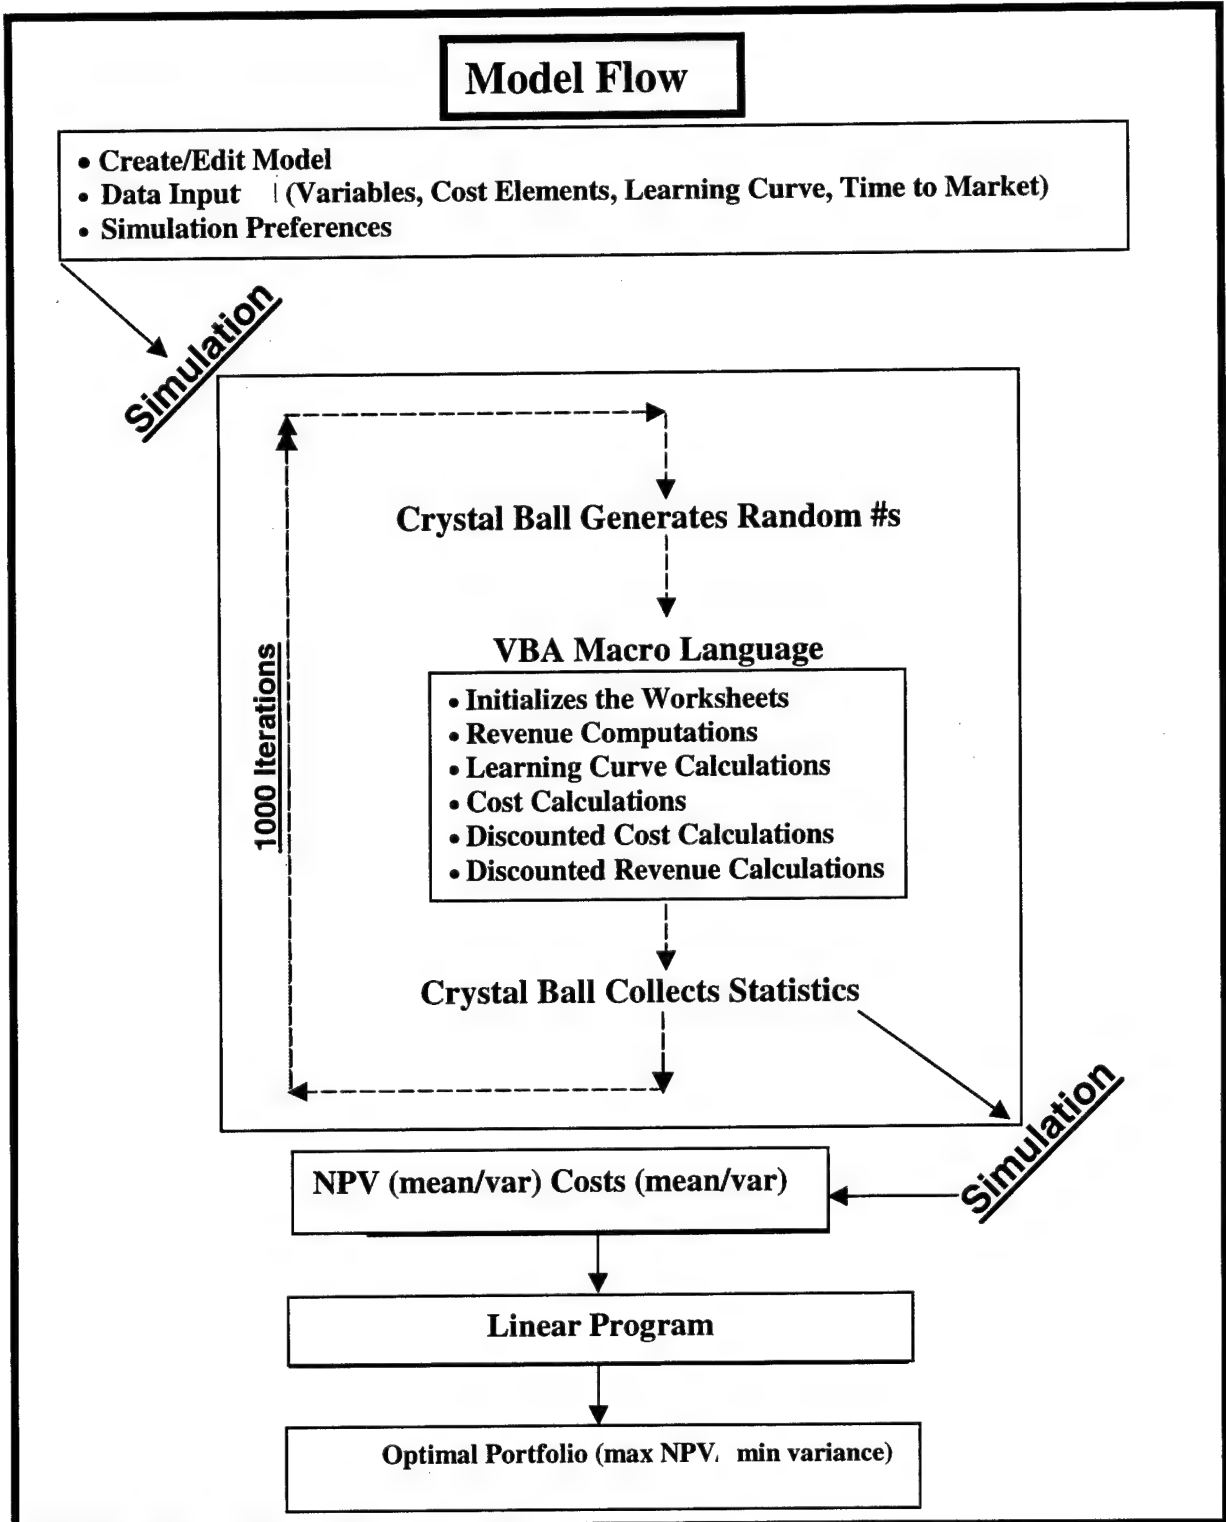 Model Flow
• Create/Edit Model
• Data Input (Variables, Cost Elements, Learning Curve, Time to Market)
• Simulation Preferences
Simulation
Crystal Ball Generates Random #s
VBA Macro Language
• Initializes the Worksheets
• Revenue Computations
• Learning Curve Calculations
• Cost Calculations
• Discounted Cost Calculations
• Discounted Revenue Calculations
1000 Iterations
Crystal Ball Collects Statistics
Simulation
NPV (mean/var) Costs (mean/var)
Linear Program
Optimal Portfolio (max NPV, min variance)